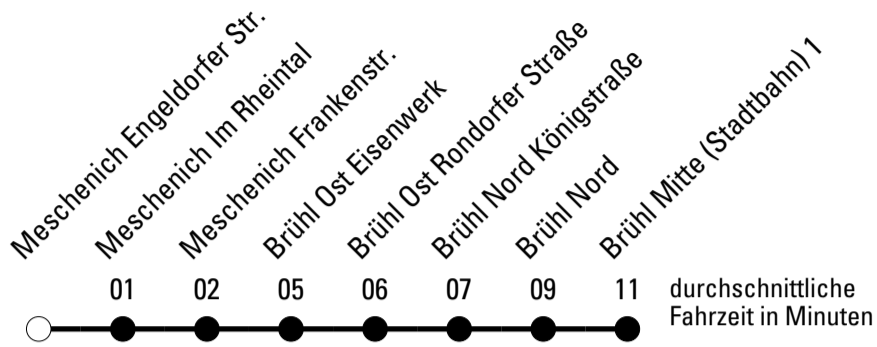 Meschenich Engeldorfer Str.
Meschenich Im Rheintal
Meschenich Frankenstr.
Brühl Ost Eisenwerk
Brühl Ost Rondorfer Straße
Brühl Nord Königstraße
Brühl Nord
Brühl Mitte (Stadtbahn) 1
01 02 05 06 07 09 11
durchschnittliche
Fahrzeit in Minuten